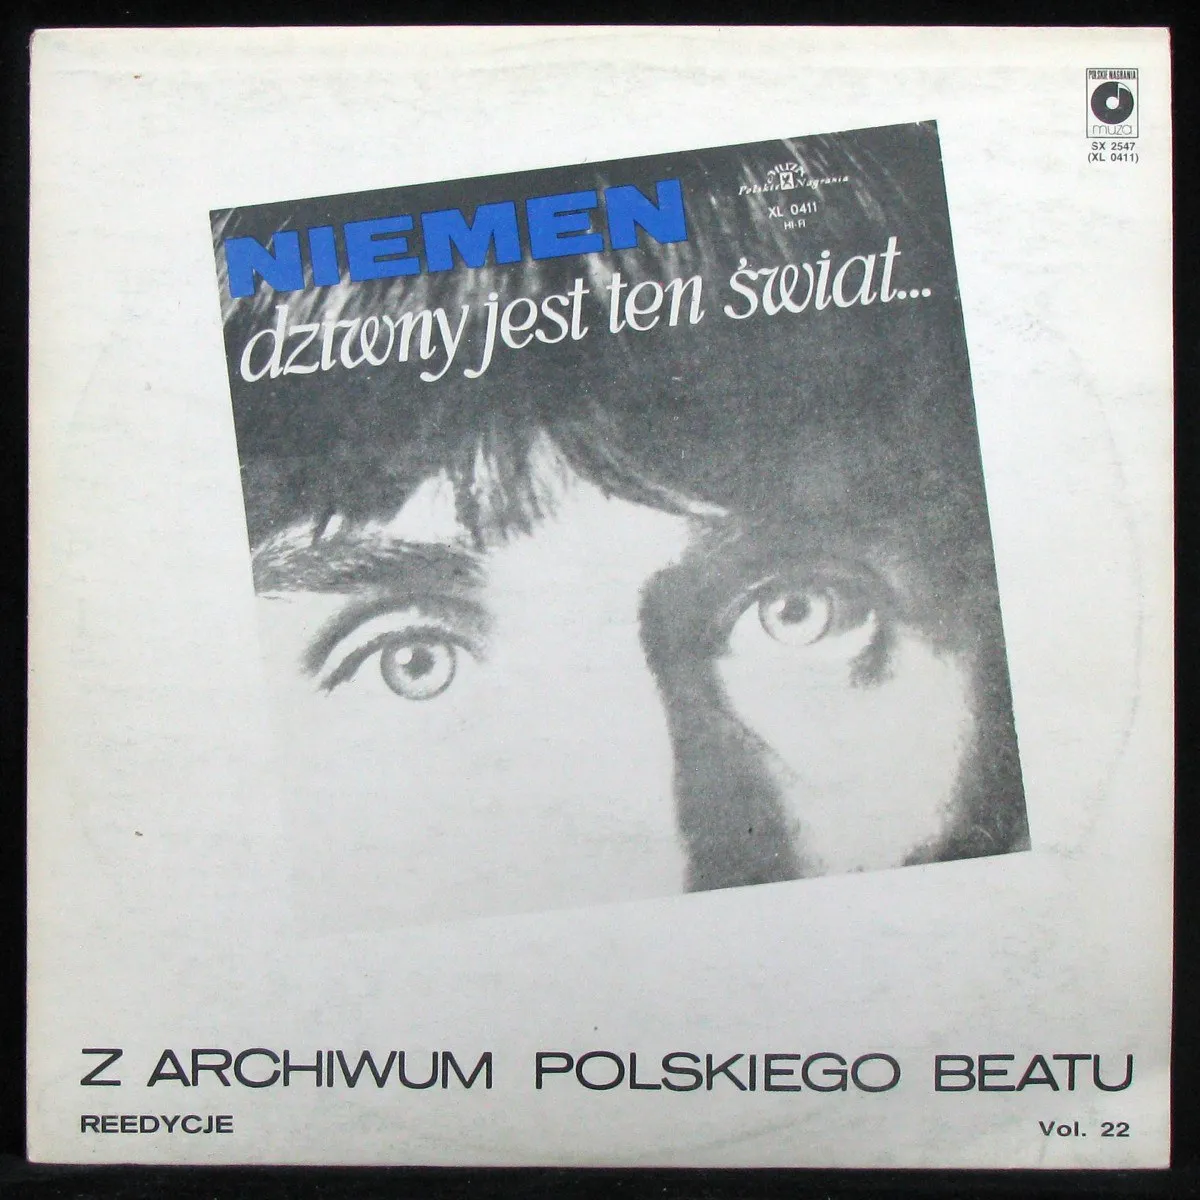 POLSKIE NAGRANIA
muza
SX 2547
(XL 0411)
MUZA
Polskie Nagrania
XL 0411
HI-FI
NIEMEN
dziwny jest ten świat...
Z ARCHIWUM POLSKIEGO BEATU
REEDYCJE
Vol. 22